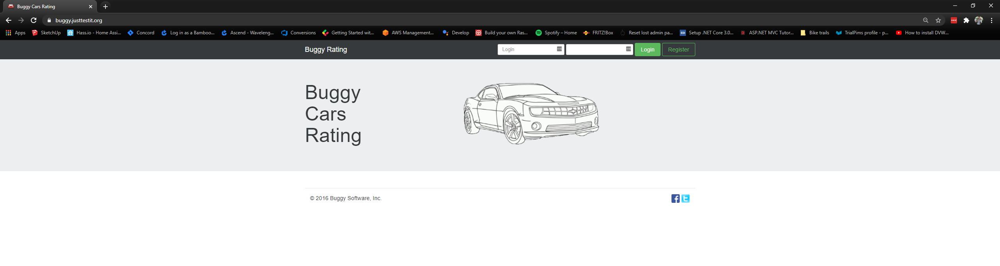 Buggy Cars Rating
buggy.justtestit.org
Apps SketchUp Hass.io - Home Assi... Concord Log in as a Bamboo... Ascend - Waveleng... Conversions Getting Started wit... AWS Management... Develop Build your own Ras... Spotify – Home FRITZ!Box Reset lost admin pa... EDI Setup .NET Core 3.0... ASP.NET MVC Tutor... Bike trails TrialPims profile - p... How to install DVW...
Buggy Rating Login Login Register
Buggy
Cars
Rating
© 2016 Buggy Software, Inc.